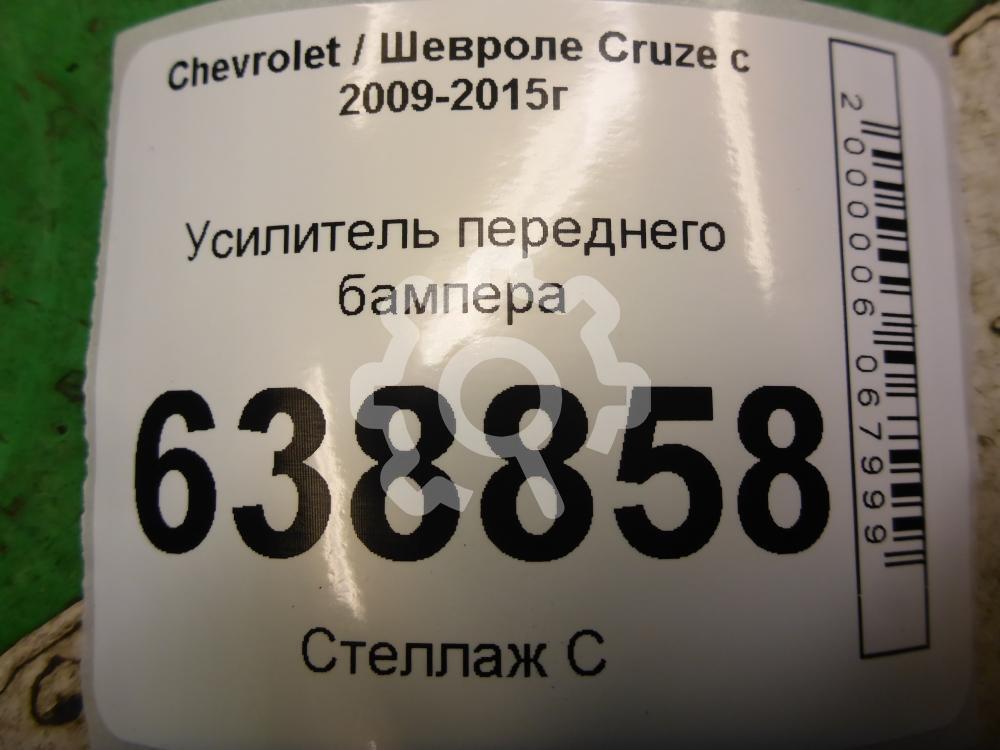 Chevrolet / Шевроле Cruze с
2009-2015г
Усилитель переднего
бампера
638858
Стеллаж С
2000006067999